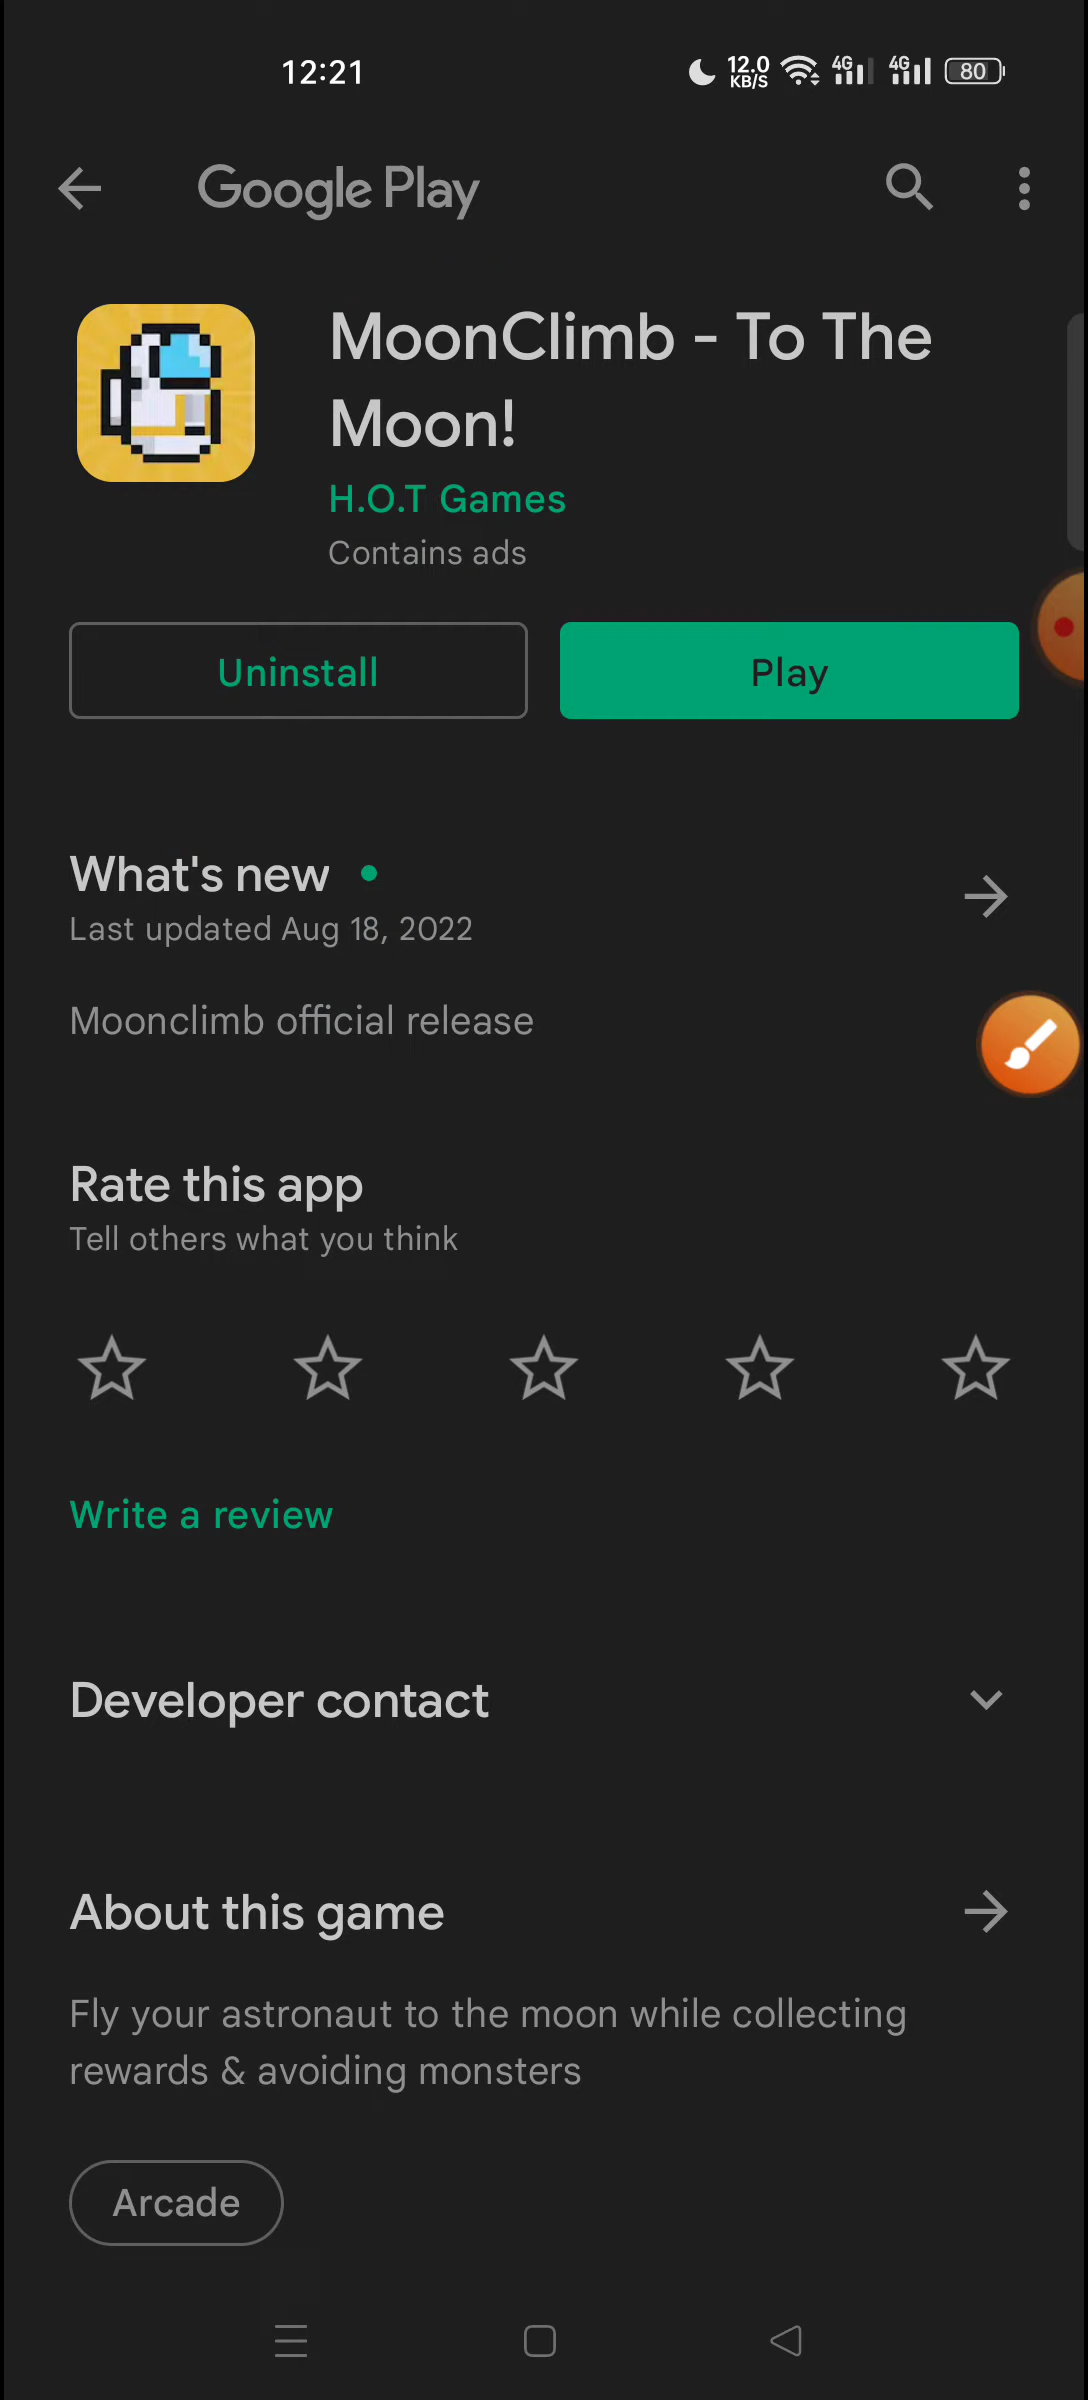 12:21
12.0
KB/S
4G
4G
80
Google Play
MoonClimb - To The
Moon!
H.O.T Games
Contains ads
Uninstall
Play
What's new
Last updated Aug 18, 2022
Moonclimb official release
Rate this app
Tell others what you think
Write a review
Developer contact
About this game
Fly your astronaut to the moon while collecting
rewards & avoiding monsters
Arcade